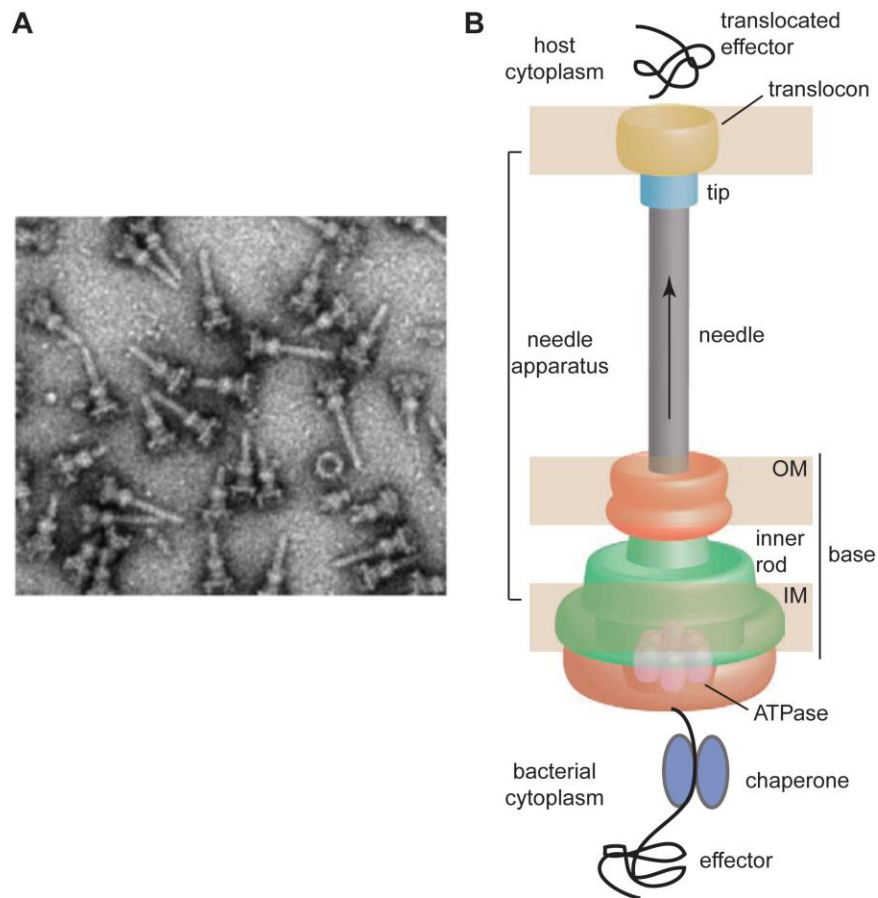 A
B
host
cytoplasm
translocated
effector
translocon
tip
needle
apparatus
needle
OM
inner
rod
base
IM
ATPase
bacterial
cytoplasm
chaperone
effector